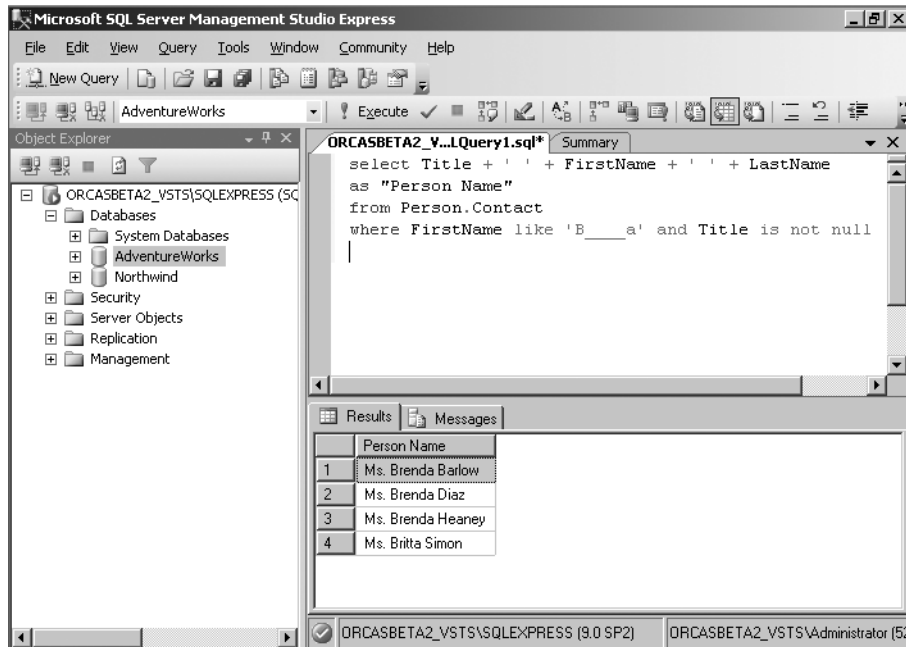 Microsoft SQL Server Management Studio Express
File Edit View Query Tools Window Community Help
New Query
AdventureWorks Execute
Object Explorer
ORCASBETA2_V...LQuery1.sql* Summary
ORCASBETA2_VSTS\SQLEXPRESS (SQ
Databases
System Databases
AdventureWorks
Northwind
Security
Server Objects
Replication
Management
select Title + ' ' + FirstName + ' ' + LastName
as "Person Name"
from Person.Contact
where FirstName like 'B____a' and Title is not null
Results Messages
Person Name
1 Ms. Brenda Barlow
2 Ms. Brenda Diaz
3 Ms. Brenda Heaney
4 Ms. Britta Simon
ORCASBETA2_VSTS\SQLEXPRESS (9.0 SP2) ORCASBETA2_VSTS\Administrator (52